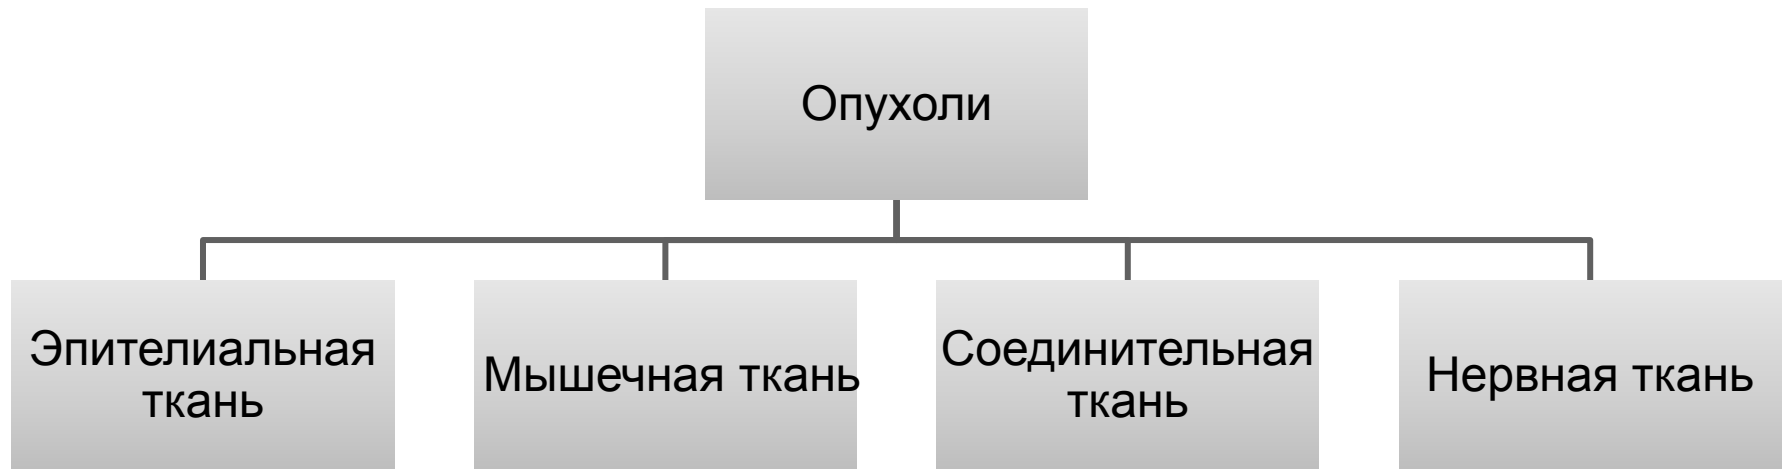 Опухоли
Эпителиальная
ткань
Мышечная ткань
Соединительная
ткань
Нервная ткань